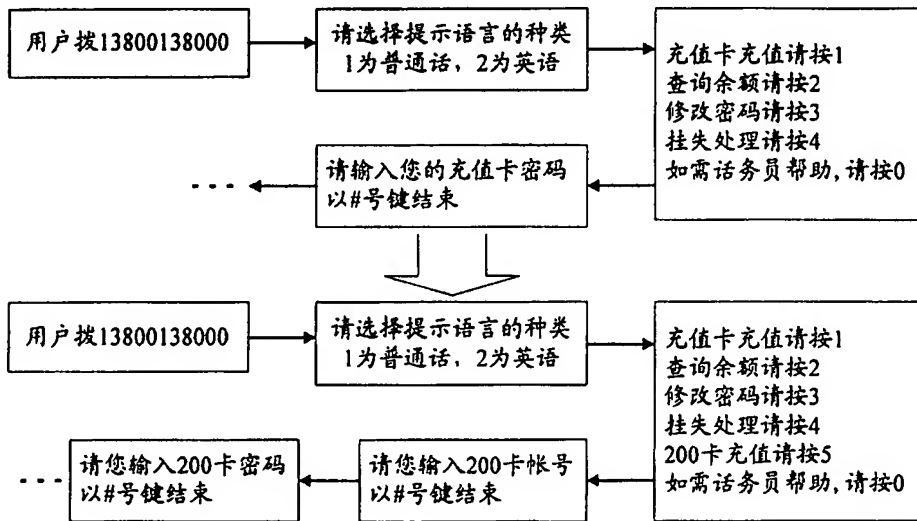 用户拨13800138000
请选择提示语言的种类
1为普通话，2为英语
充值卡充值请按1
查询余额请按2
修改密码请按3
挂失处理请按4
如需话务员帮助,请按0
请输入您的充值卡密码
以#号键结束
用户拨13800138000
请选择提示语言的种类
1为普通话，2为英语
充值卡充值请按1
查询余额请按2
修改密码请按3
挂失处理请按4
200卡充值请按5
如需话务员帮助,请按0
请您输入200卡帐号
以#号键结束
请您输入200卡密码
以#号键结束